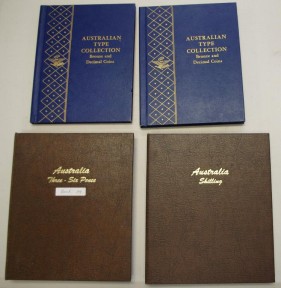 AUSTRALIAN
TYPE
COLLECTION
Bronze and
Decimal Coins
AUSTRALIAN
TYPE
COLLECTION
Bronze and
Decimal Coins
Australia
Three - Six Pence
Australia
Shilling